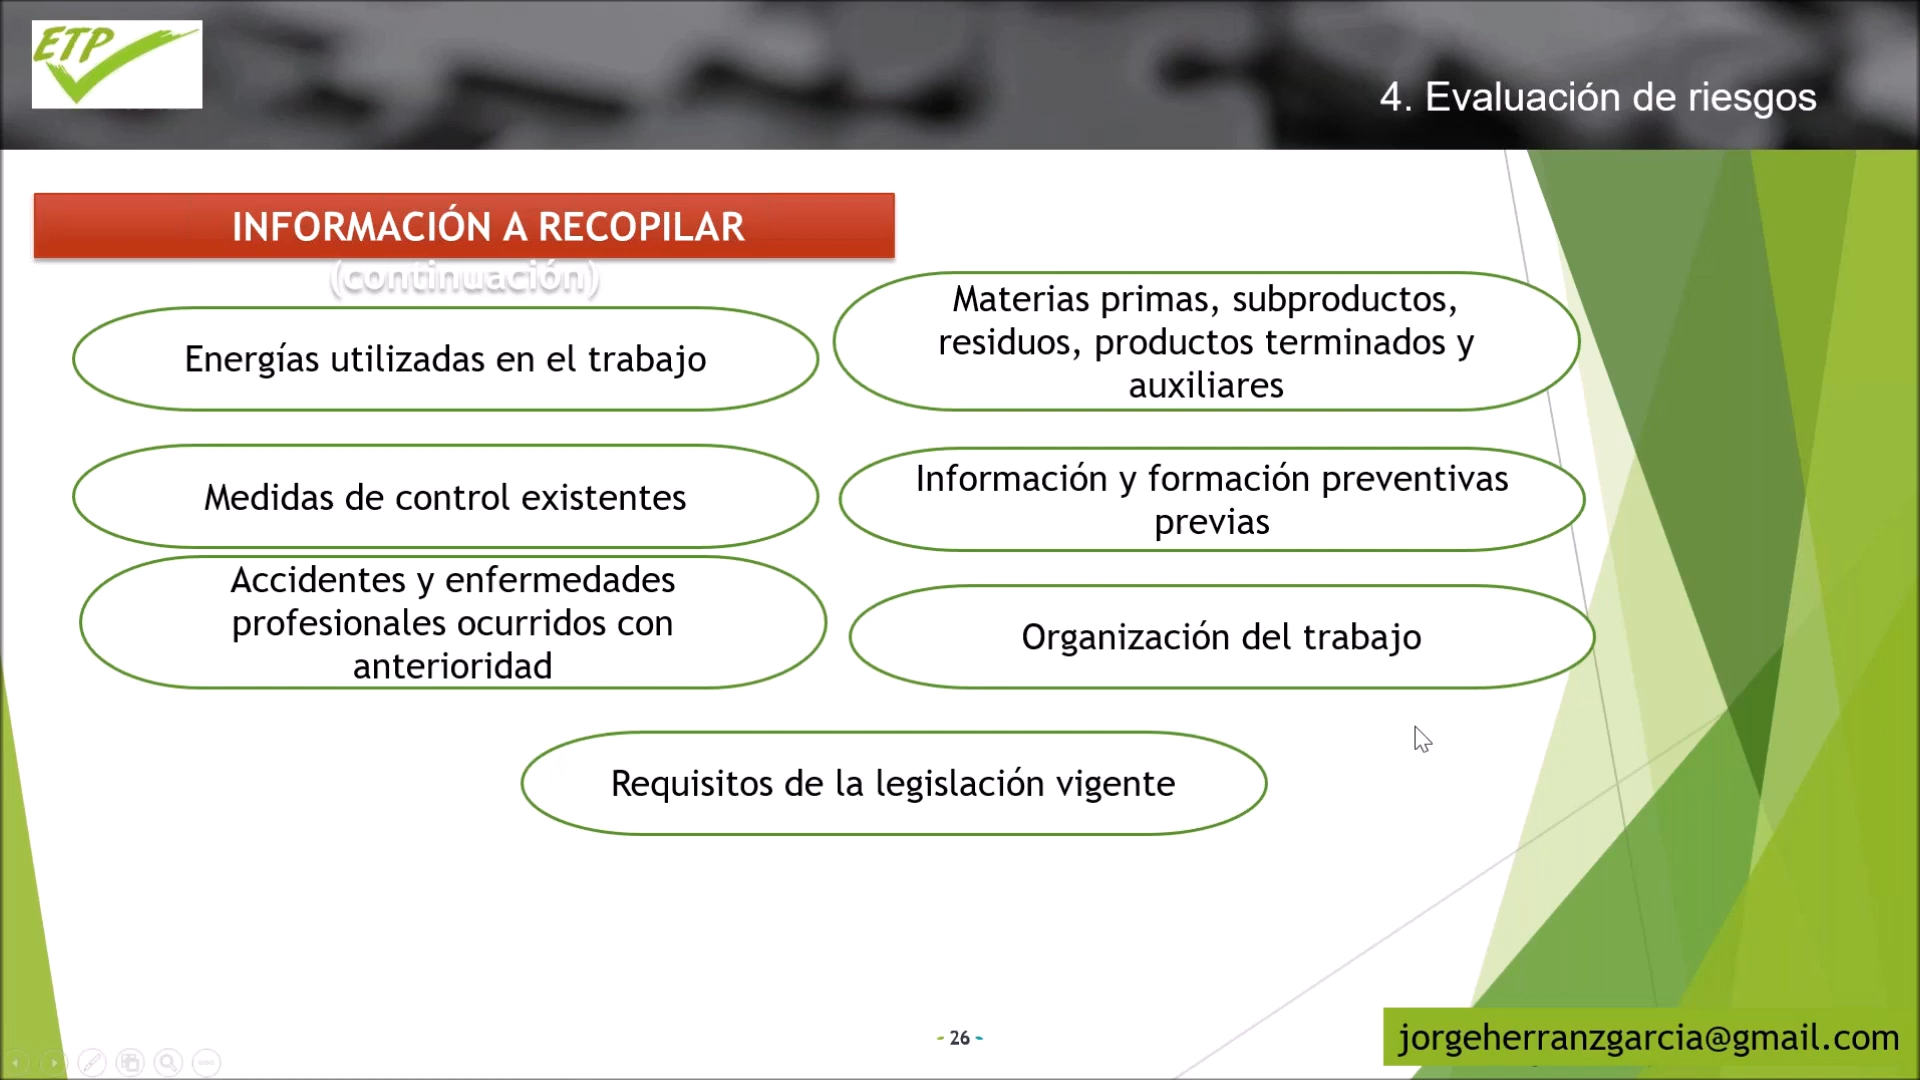 ETP
4. Evaluación de riesgos
INFORMACIÓN A RECOPILAR
(continuación)
Energías utilizadas en el trabajo
Materias primas, subproductos,
residuos, productos terminados y
auxiliares
Medidas de control existentes
Información y formación preventivas
previas
Accidentes y enfermedades
profesionales ocurridos con
anterioridad
Organización del trabajo
Requisitos de la legislación vigente
- 26 -
jorgeherranzgarcia@gmail.com